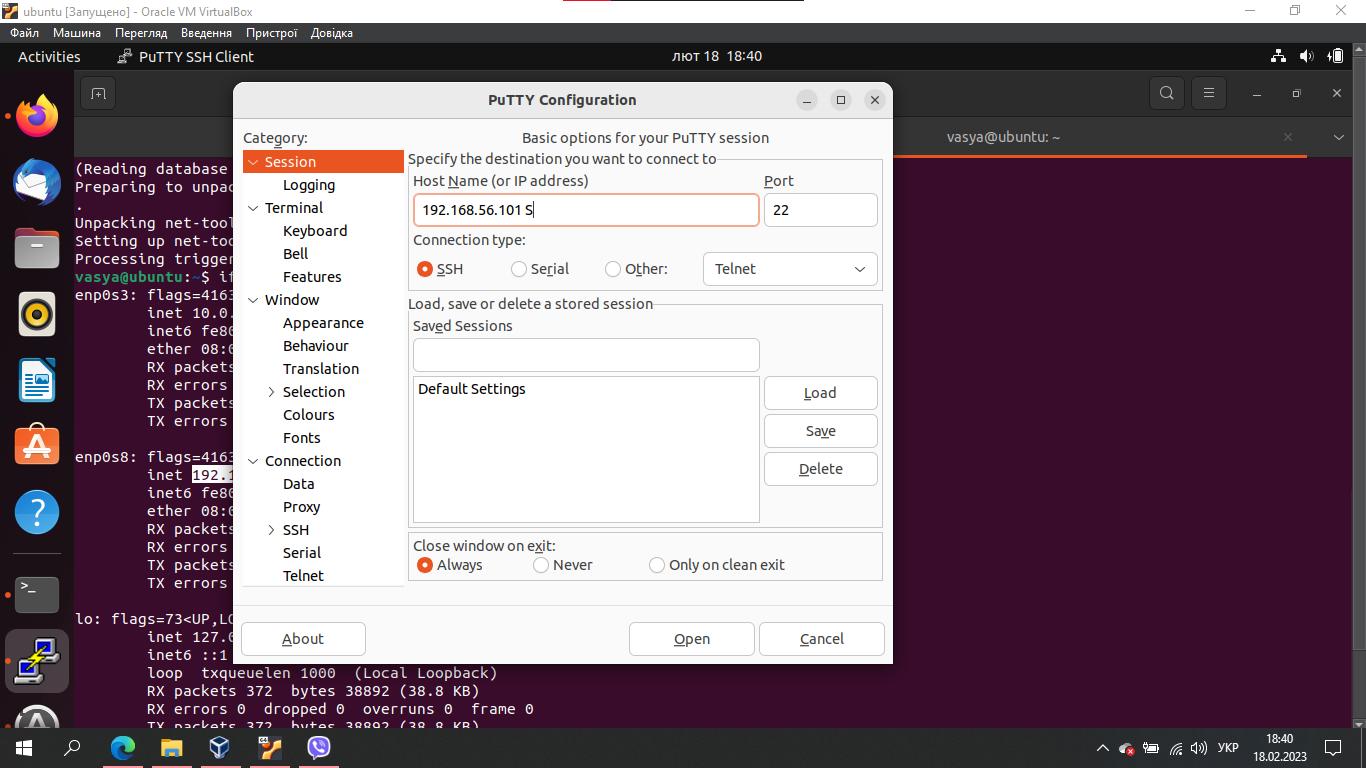 ubuntu [Запущено] - Oracle VM VirtualBox
Файл Машина Перегляд Введення Пристрої Довідка
Activities PuTTY SSH Client лют 18 18:40
PuTTY Configuration
vasya@ubuntu: ~
Category:
Session
Logging
Terminal
Keyboard
Bell
Features
Window
Appearance
Behaviour
Translation
Selection
Colours
Fonts
Connection
Data
Proxy
SSH
Serial
Telnet
Basic options for your PuTTY session
Specify the destination you want to connect to
Host Name (or IP address) Port
192.168.56.101 S 22
Connection type:
SSH Serial Other: Telnet
Load, save or delete a stored session
Saved Sessions
Default Settings
Load
Save
Delete
Close window on exit:
Always Never Only on clean exit
About Open Cancel
(Reading database
Preparing to unpac
.
Unpacking net-tool
Setting up net-too
Processing trigger
vasya@ubuntu:~$ if
enp0s3: flags=4163
inet 10.0.
inet6 fe80
ether 08:0
RX packets
RX errors
TX packets
TX errors
enp0s8: flags=4163
inet 192.1
inet6 fe80
ether 08:0
RX packets
RX errors
TX packets
TX errors
lo: flags=73<UP,LO
inet 127.0
inet6 ::1
loop txqueuelen 1000 (Local Loopback)
RX packets 372 bytes 38892 (38.8 KB)
RX errors 0 dropped 0 overruns 0 frame 0
TX packets 372 bytes 38892 (38.8 KB)
УКР
18:40
18.02.2023